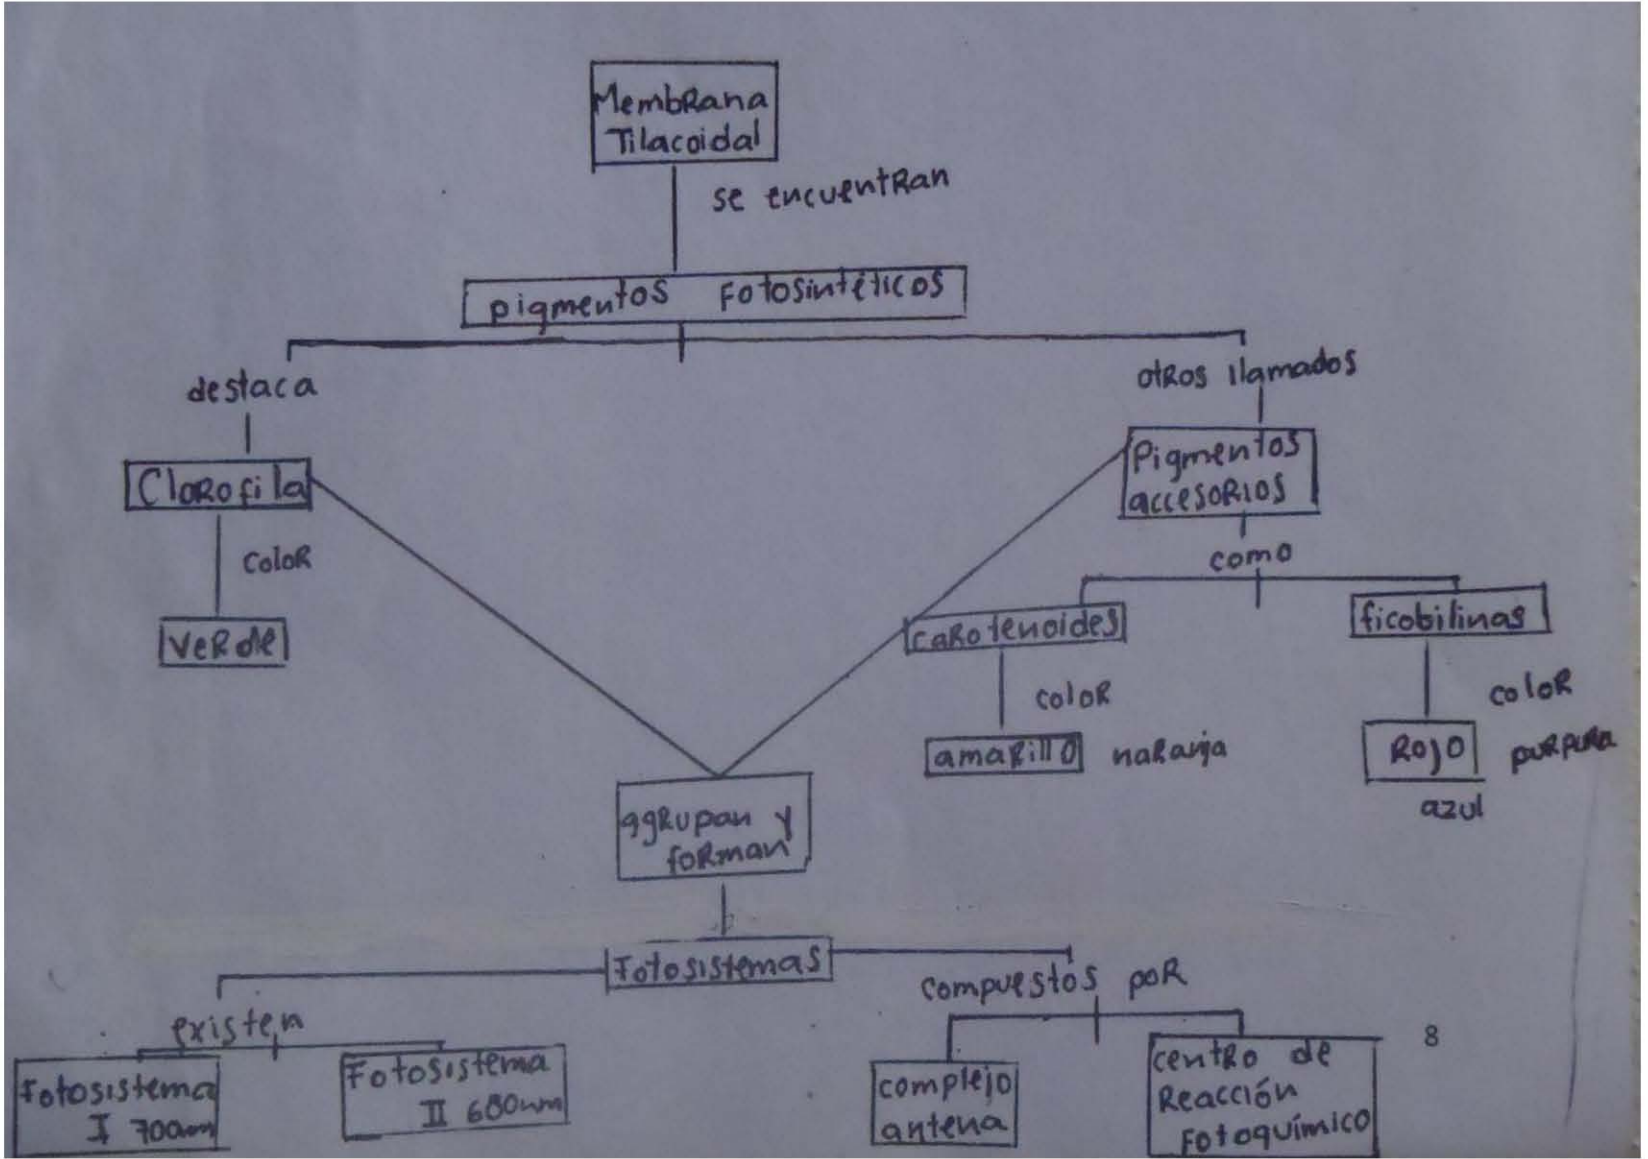 Membrana
Tilacoidal
se encuentran
pigmentos fotosintéticos
destaca
otros llamados
Clorofila
Pigmentos
accesorios
color
como
verde
carotenoides
ficobilinas
color
color
amarillo naranja
Rojo purpura
azul
agrupan y
forman
Fotosistemas
compuestos por
existen
8
Fotosistema
I 700nm
Fotosistema
II 680nm
complejo
antena
centro de
Reacción
Fotoquímico